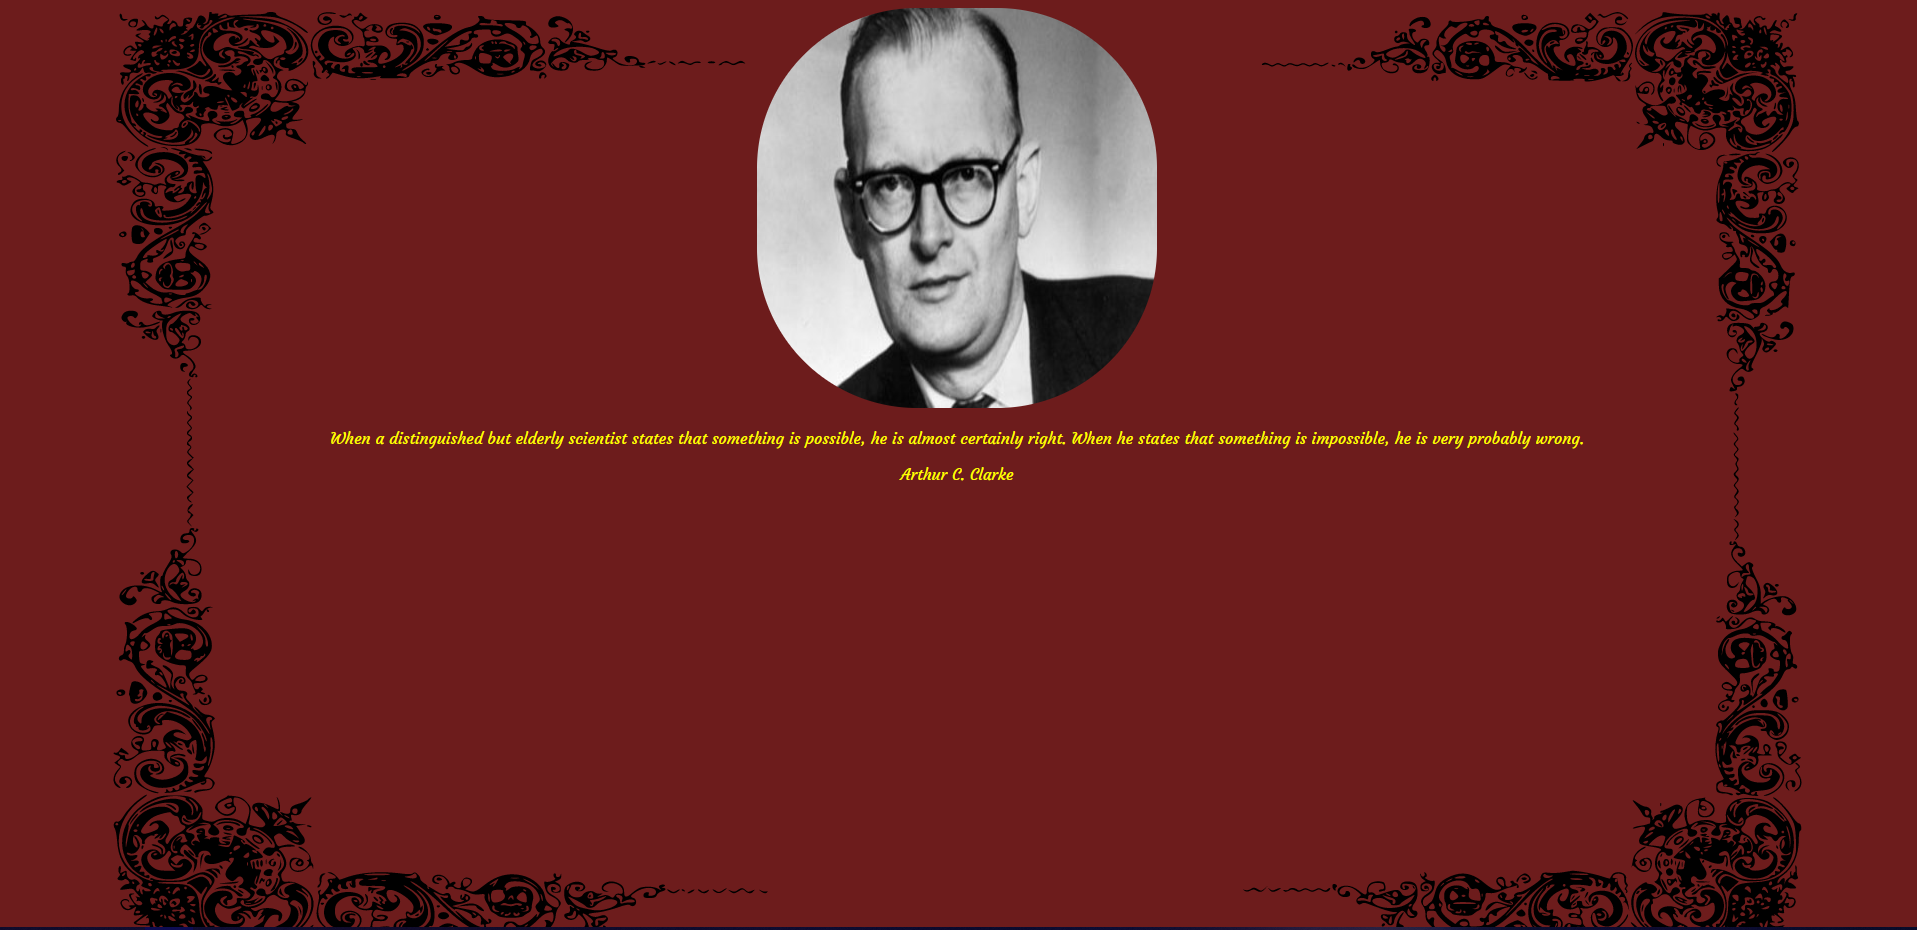 When a distinguished but elderly scientist states that something is possible, he is almost certainly right. When he states that something is impossible, he is very probably wrong.
Arthur C. Clarke